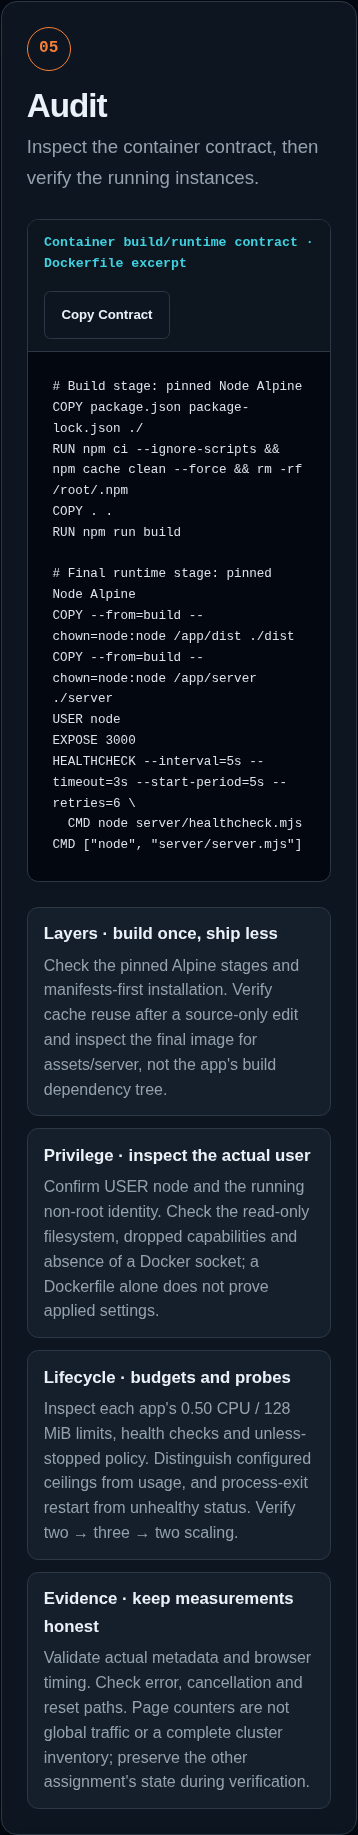 05
Audit
Inspect the container contract, then
verify the running instances.
Container build/runtime contract ·
Dockerfile excerpt
Copy Contract
# Build stage: pinned Node Alpine
COPY package.json package-
lock.json ./
RUN npm ci --ignore-scripts &&
npm cache clean --force && rm -rf
/root/.npm
COPY . .
RUN npm run build
# Final runtime stage: pinned
Node Alpine
COPY --from=build --
chown=node:node /app/dist ./dist
COPY --from=build --
chown=node:node /app/server
./server
USER node
EXPOSE 3000
HEALTHCHECK --interval=5s --
timeout=3s --start-period=5s --
retries=6 \
CMD node server/healthcheck.mjs
CMD ["node", "server/server.mjs"]
Layers · build once, ship less
Check the pinned Alpine stages and
manifests-first installation. Verify
cache reuse after a source-only edit
and inspect the final image for
assets/server, not the app's build
dependency tree.
Privilege · inspect the actual user
Confirm USER node and the running
non-root identity. Check the read-only
filesystem, dropped capabilities and
absence of a Docker socket; a
Dockerfile alone does not prove
applied settings.
Lifecycle · budgets and probes
Inspect each app's 0.50 CPU / 128
MiB limits, health checks and unless-
stopped policy. Distinguish configured
ceilings from usage, and process-exit
restart from unhealthy status. Verify
two → three → two scaling.
Evidence · keep measurements
honest
Validate actual metadata and browser
timing. Check error, cancellation and
reset paths. Page counters are not
global traffic or a complete cluster
inventory; preserve the other
assignment's state during verification.